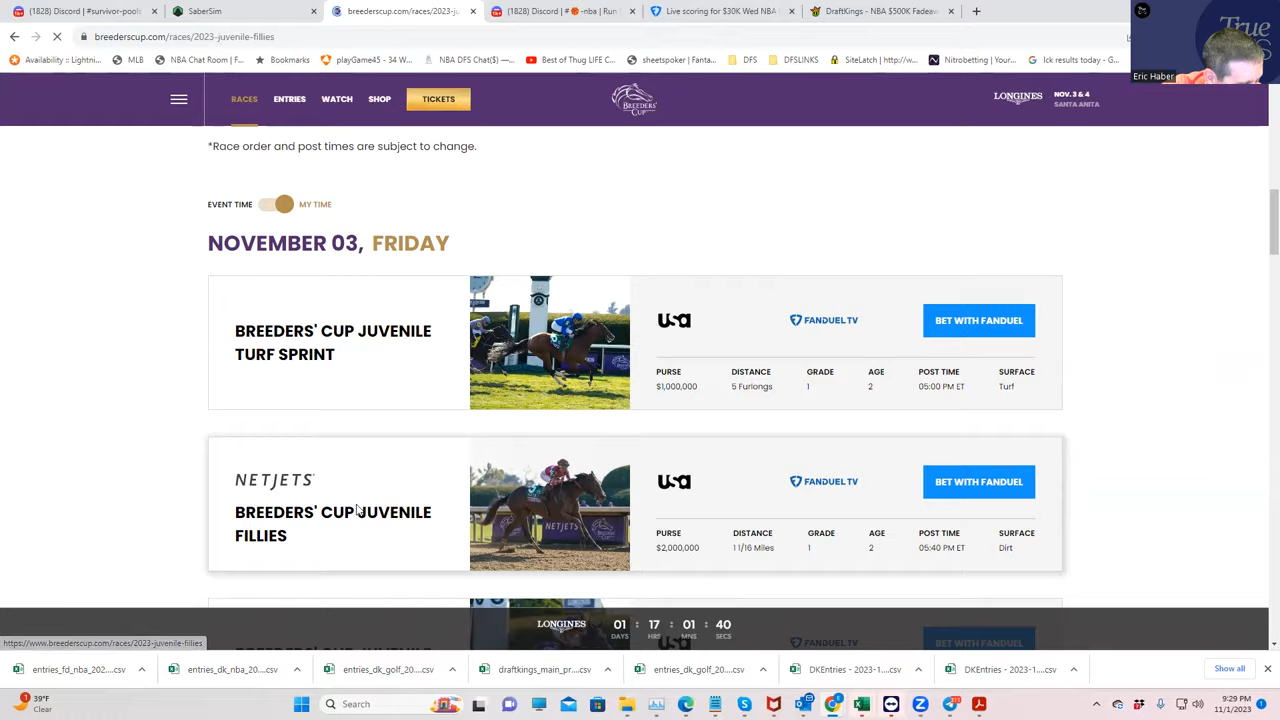 (1828) Discord | #survivor-pools
SaberSim
breederscup.com/races/2023-j
(1828) Discord | #🏀-nba | Run
Live scoring for $30K Wed NBA
DraftKings - NBA $500K Fadeaw
breederscup.com/races/2023-juvenile-fillies
Availability :: Lightni...
MLB
NBA Chat Room | F...
Bookmarks
playGame45 - 34 W...
NBA DFS Chat($) —...
Best of Thug LIFE C...
sheetspoker | Fanta...
DFS
DFSLINKS
SiteLatch | http://w...
Nitrobetting | Your...
lck results today - G...
True
Eric Haber
RACES
ENTRIES
WATCH
SHOP
TICKETS
BREEDERS' CUP
LONGINES
NOV. 3 & 4
SANTA ANITA
*Race order and post times are subject to change.
EVENT TIME
MY TIME
NOVEMBER 03, FRIDAY
BREEDERS' CUP JUVENILE
TURF SPRINT
usa
FANDUEL TV
BET WITH FANDUEL
PURSE DISTANCE GRADE AGE POST TIME SURFACE
$1,000,000 5 Furlongs 1 2 05:00 PM ET Turf
NETJETS
BREEDERS' CUP JUVENILE
FILLIES
NETJETS
usa
FANDUEL TV
BET WITH FANDUEL
PURSE DISTANCE GRADE AGE POST TIME SURFACE
$2,000,000 1 1/16 Miles 1 2 05:40 PM ET Dirt
LONGINES
01 : 17 : 01 : 40
DAYS HRS MNS SECS
FANDUEL TV
BET WITH FANDUEL
https://www.breederscup.com/races/2023-juvenile-fillies
entries_fd_nba_202....csv
entries_dk_nba_20....csv
entries_dk_golf_20....csv
draftkings_main_pr....csv
entries_dk_golf_20....csv
DKEntries - 2023-1....csv
DKEntries - 2023-1....csv
Show all
39°F
Clear
Search
9:29 PM
11/1/2023